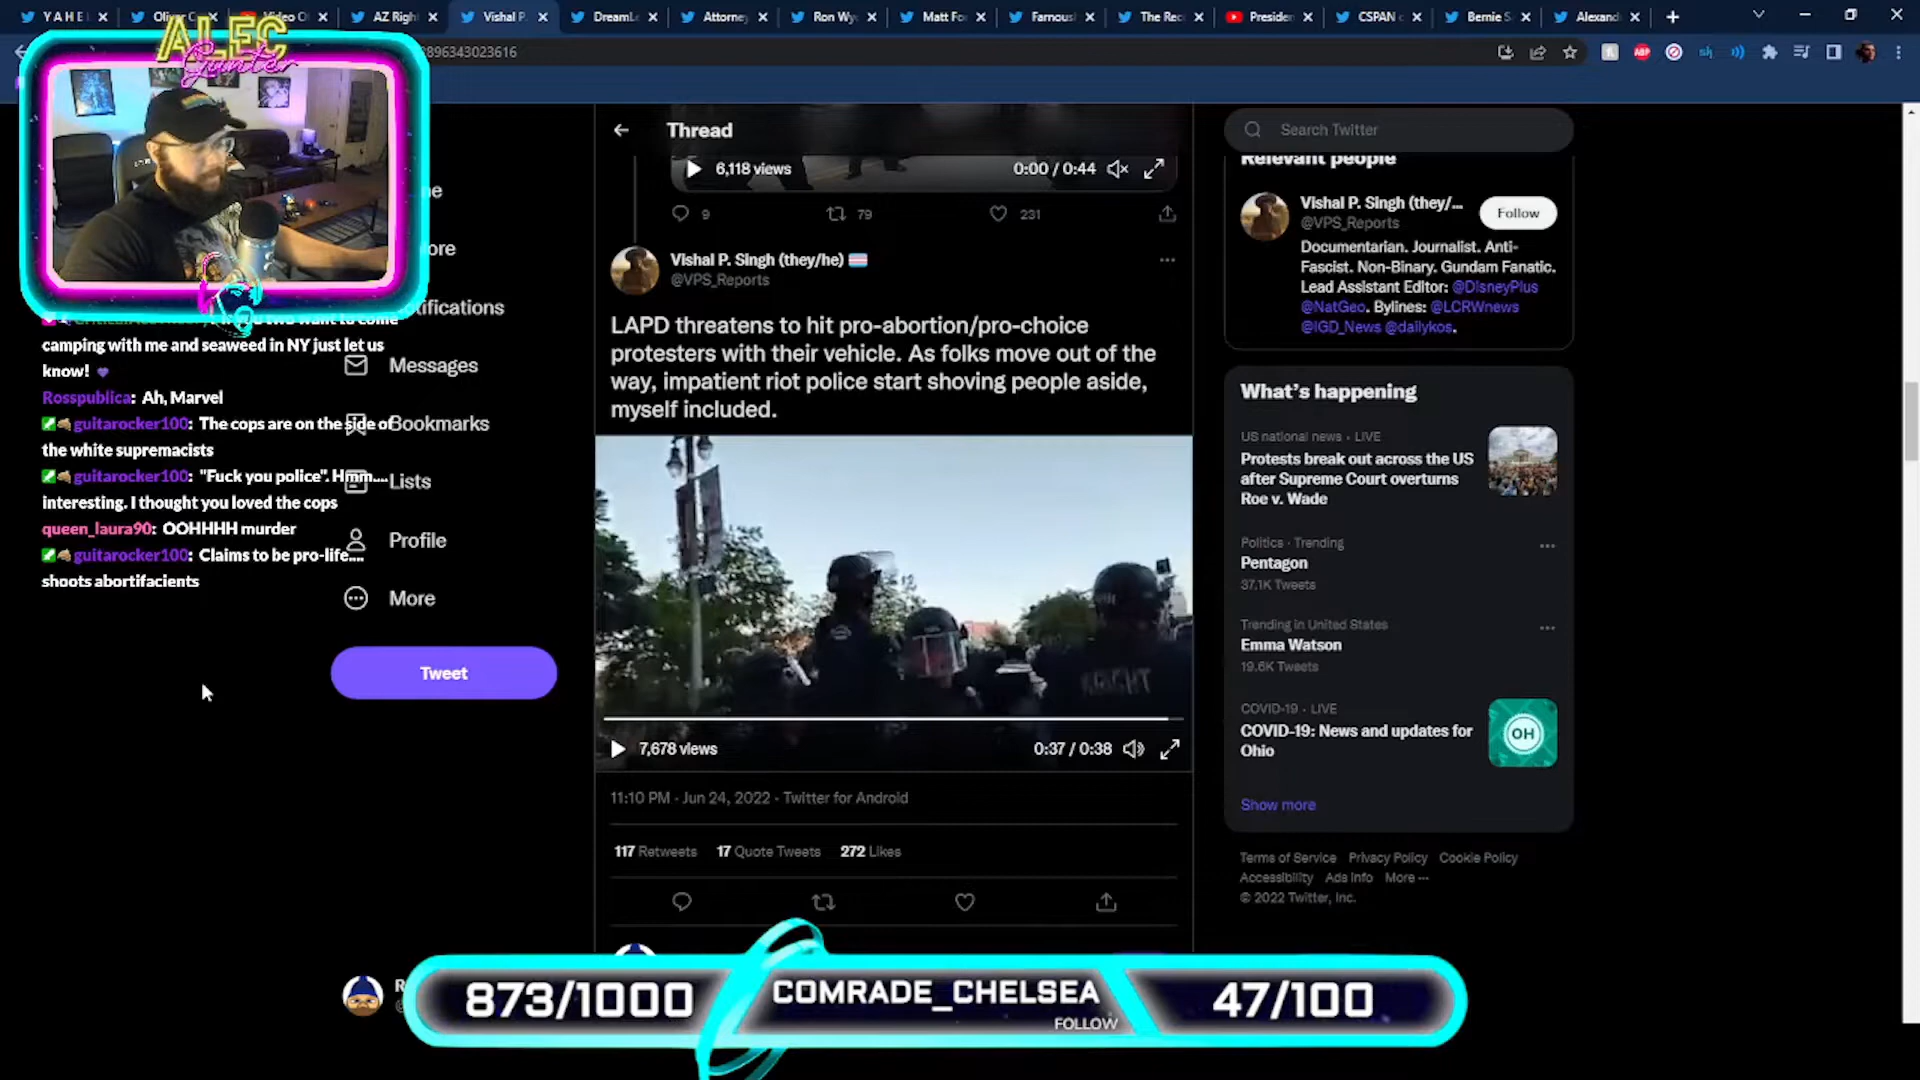 YAHEL
Oliver C
Video Of
AZ Right
Vishal P.
DreamL
Attorney
Ron Wy
Matt Fo
Famous
The Rec
Presiden
CSPAN
Bernie S
Alexand
896343023616
ALEC
Gunter
camping with me and seaweed in NY just let us
know!
Rosspublica: Ah, Marvel
guitarocker100: The cops are on the side of
the white supremacists
guitarocker100: "Fuck you police". Hmm....
interesting. I thought you loved the cops
queen_laura90: OOHHHH murder
guitarocker100: Claims to be pro-life....
shoots abortifacients
otifications
Messages
Bookmarks
Lists
Profile
More
Tweet
Thread
6,118 views
0:00 / 0:44
9
79
231
Vishal P. Singh (they/he)
@VPS_Reports
LAPD threatens to hit pro-abortion/pro-choice
protesters with their vehicle. As folks move out of the
way, impatient riot police start shoving people aside,
myself included.
7,678 views
0:37 / 0:38
11:10 PM · Jun 24, 2022 · Twitter for Android
117 Retweets 17 Quote Tweets 272 Likes
Search Twitter
Relevant people
Vishal P. Singh (they/...
@VPS_Reports
Follow
Documentarian. Journalist. Anti-
Fascist. Non-Binary. Gundam Fanatic.
Lead Assistant Editor: @DisneyPlus
@NatGeo. Bylines: @LCRWnews
@IGD_News @dailykos.
What's happening
US national news · LIVE
Protests break out across the US
after Supreme Court overturns
Roe v. Wade
Politics · Trending
Pentagon
37.1K Tweets
Trending in United States
Emma Watson
19.6K Tweets
COVID-19 · LIVE
COVID-19: News and updates for
Ohio
OH
Show more
Terms of Service Privacy Policy Cookie Policy
Accessibility Ads info More ···
© 2022 Twitter, Inc.
873/1000
COMRADE_CHELSEA
FOLLOW
47/100